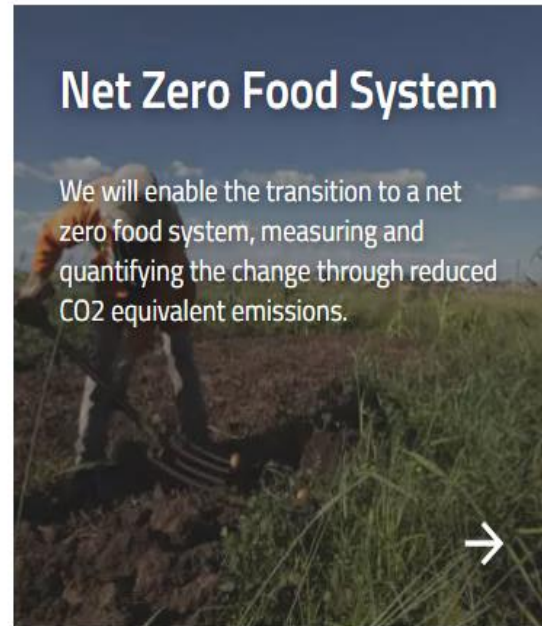 Net Zero Food System
We will enable the transition to a net
zero food system, measuring and
quantifying the change through reduced
CO2 equivalent emissions.